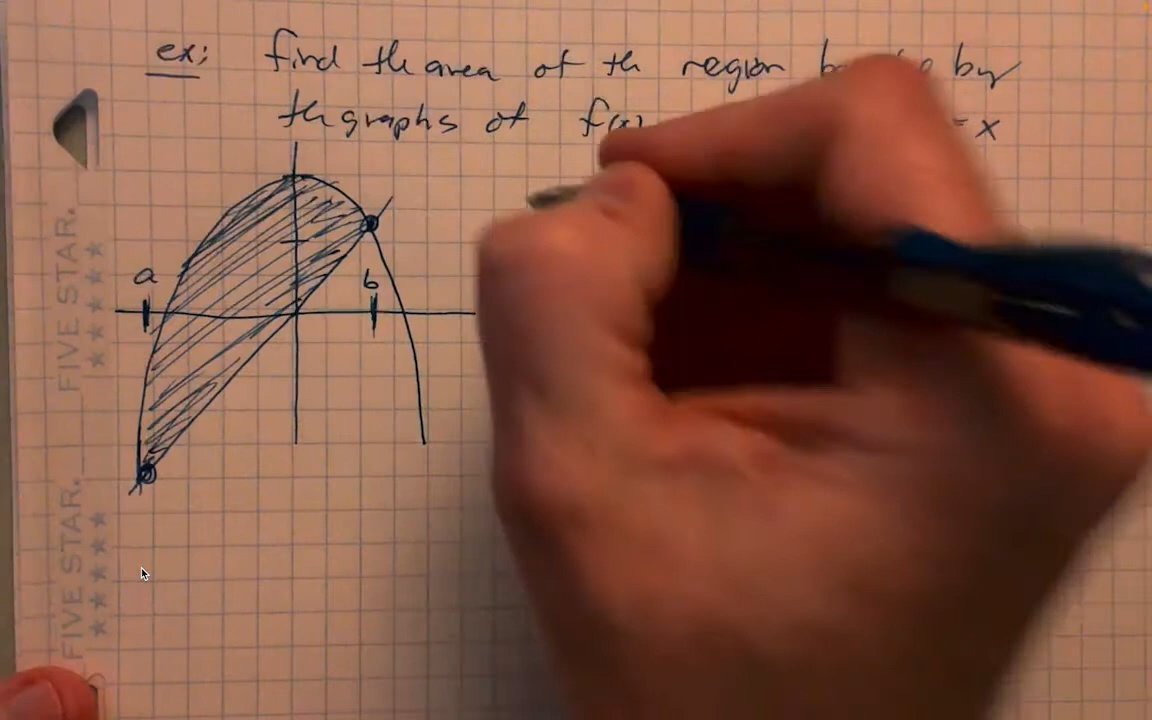 ex: find the area of the region by
the graphs of f(x) = x
a
b
FIVE STAR.
FIVE STAR.